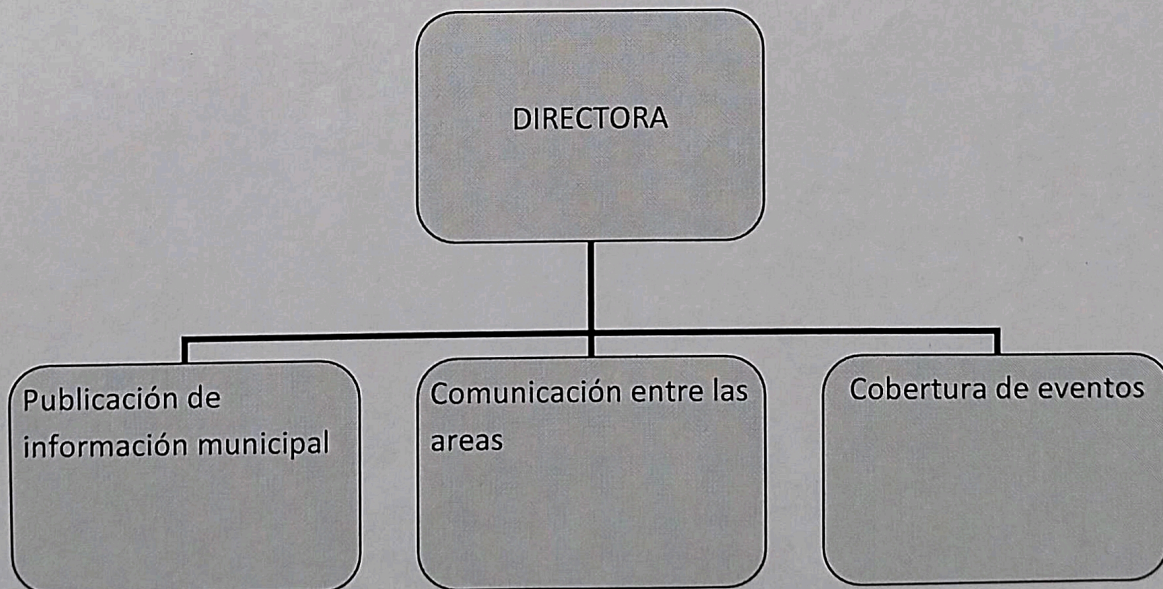 DIRECTORA
Publicación de
información municipal
Comunicación entre las
areas
Cobertura de eventos